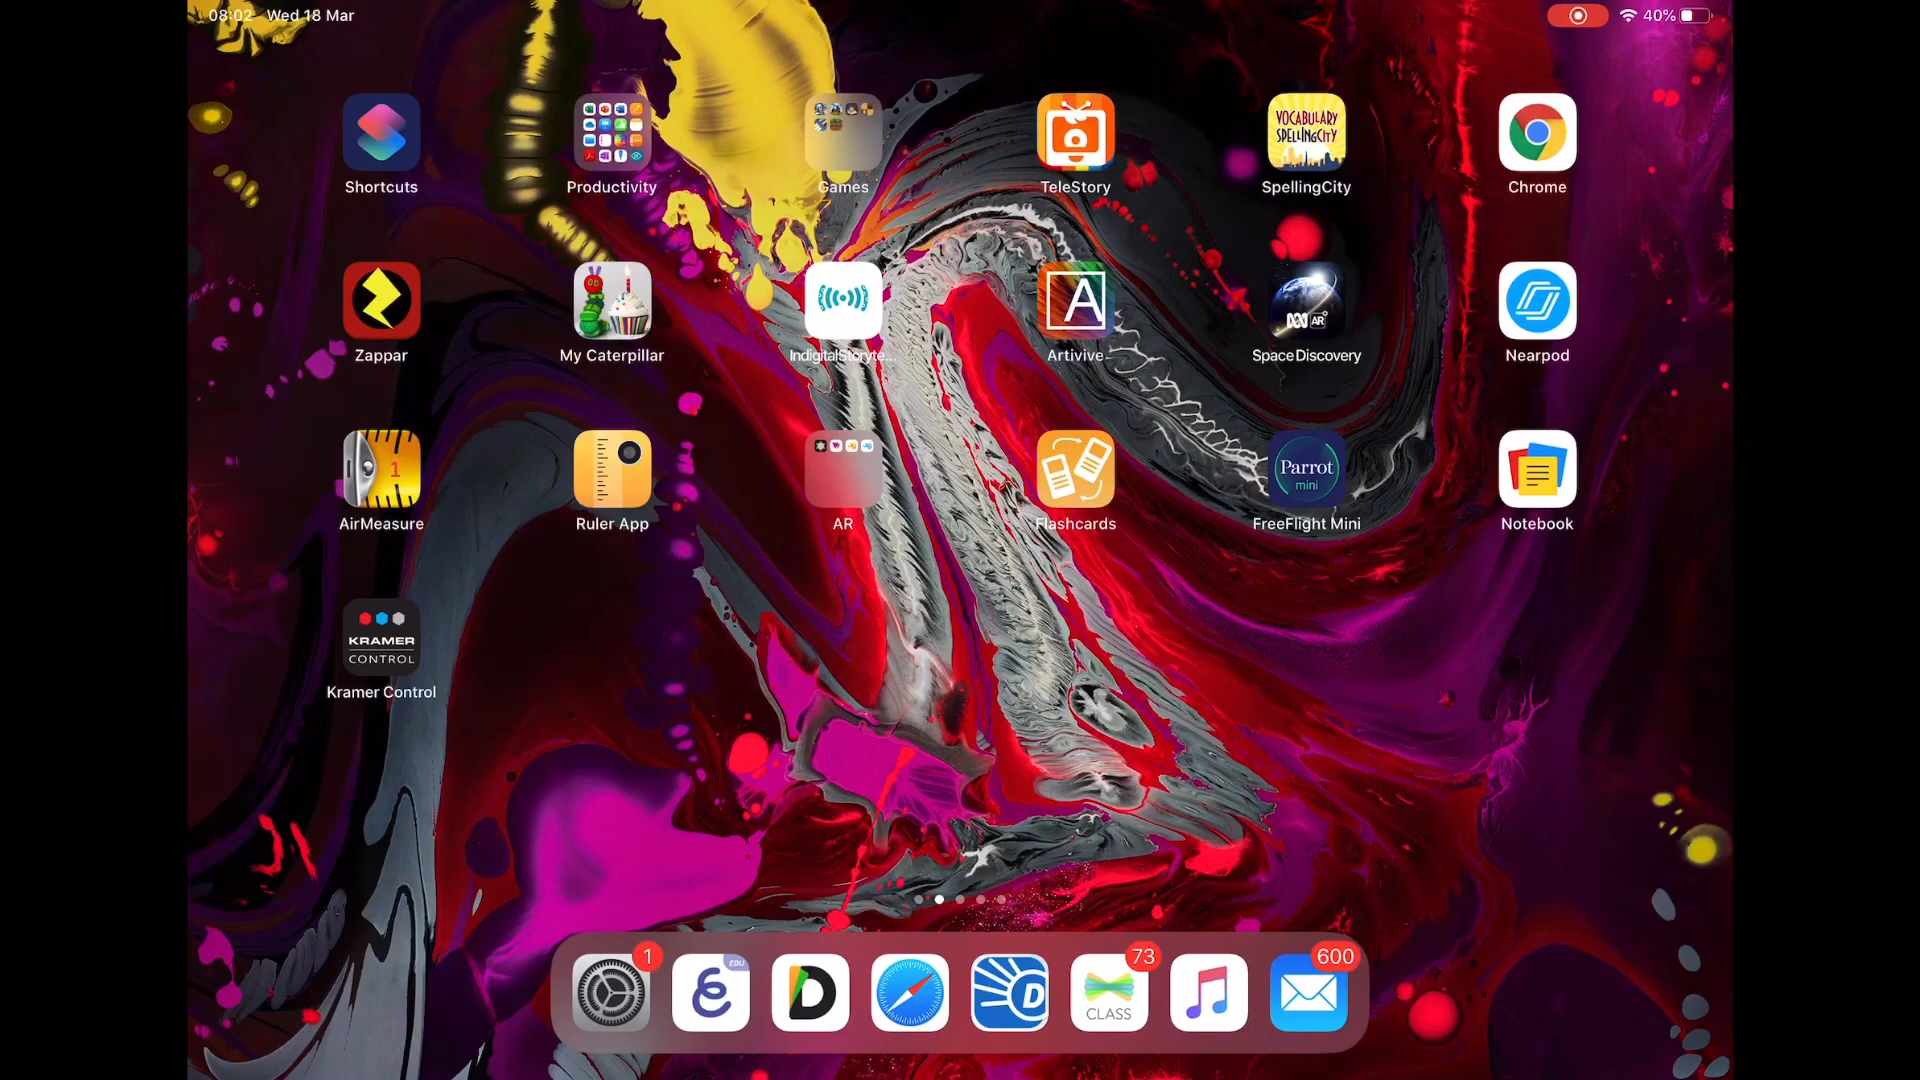 08:02 Wed 18 Mar
40%
Shortcuts
Productivity
Games
TeleStory
VOCABULARY
SPELLINGCITY
SpellingCity
Chrome
Zappar
My Caterpillar
IndigitalStoryte...
A
Artivive
AR
SpaceDiscovery
Nearpod
1
AirMeasure
Ruler App
AR
Flashcards
Parrot
mini
FreeFlight Mini
Notebook
KRAMER
CONTROL
Kramer Control
1
EDU
D
D
73
CLASS
600